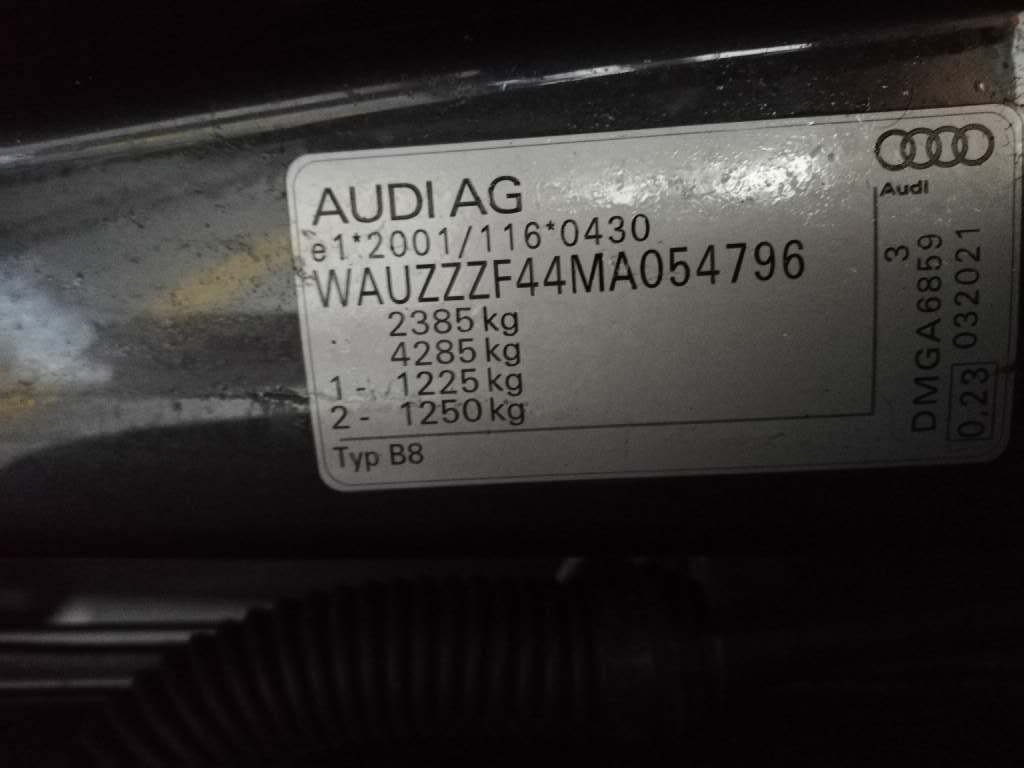 AUDI AG
e1*2001/116*0430
WAUZZZF44MA054796
2385 kg
4285 kg
1 - 1225 kg
2 - 1250 kg
Typ B8
Audi
3
DMGA6859
0,23 032021